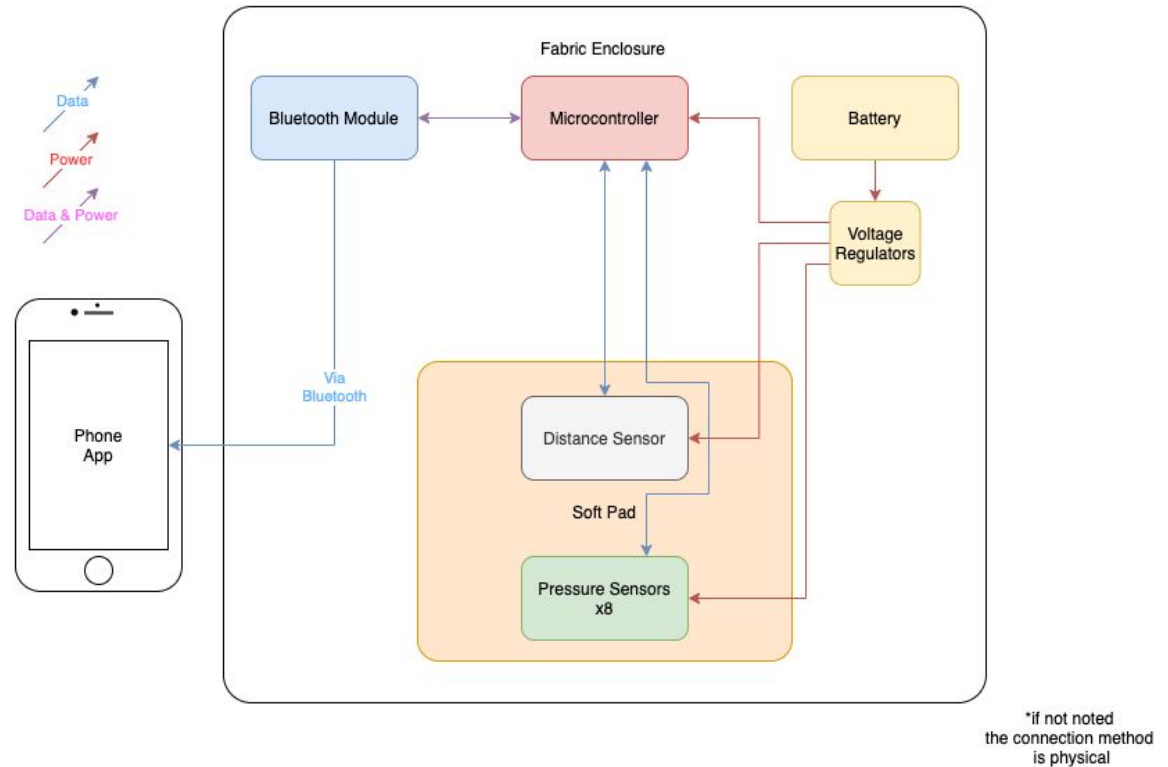 Fabric Enclosure
Data
Power
Data & Power
Bluetooth Module
Microcontroller
Battery
Voltage
Regulators
Via
Bluetooth
Phone
App
Distance Sensor
Soft Pad
Pressure Sensors
x8
*if not noted
the connection method
is physical